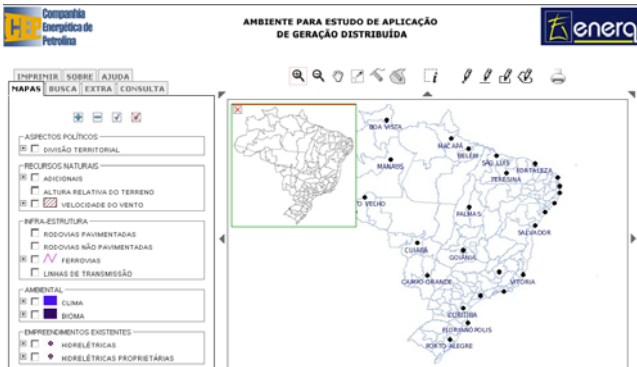 Companhia
Energética de
Petrolina
AMBIENTE PARA ESTUDO DE APLICAÇÃO
DE GERAÇÃO DISTRIBUÍDA
enerq
IMPRIMIR SOBRE AJUDA
MAPAS BUSCA EXTRA CONSULTA
ASPECTOS POLÍTICOS
DIVISÃO TERRITORIAL
RECURSOS NATURAIS
ADICIONAIS
ALTURA RELATIVA DO TERRENO
VELOCIDADE DO VENTO
INFRA-ESTRUTURA
RODOVIAS PAVIMENTADAS
RODOVIAS NÃO PAVIMENTADAS
FERROVIAS
LINHAS DE TRANSMISSÃO
AMBIENTAL
CLIMA
BIOMA
EMPREENDIMENTOS EXISTENTES
HIDRELÉTRICAS
HIDRELÉTRICAS PROPRIETÁRIAS
BOA VISTA
MACAPÁ
BELÉM
SÃO LUÍS
MANAUS
FORTALEZA
TERESINA
O VELHO
PALMAS
SALVADOR
CUIABÁ
GOIÂNIA
CAMPO GRANDE
VITÓRIA
CURITIBA
FLORIANÓPOLIS
PORTO ALEGRE